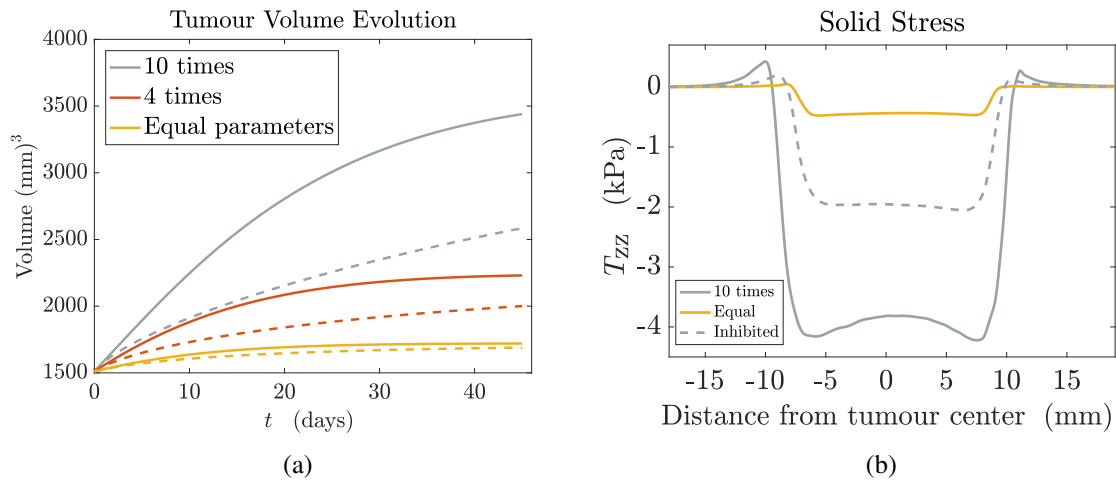 Tumour Volume Evolution
4000
3500
3000
2500
2000
1500
Volume (mm)³
10 times
4 times
Equal parameters
0
10
20
30
40
t (days)
(a)
Solid Stress
0
-1
-2
-3
-4
T_ZZ (kPa)
10 times
Equal
Inhibited
-15
-10
-5
0
5
10
15
Distance from tumour center (mm)
(b)